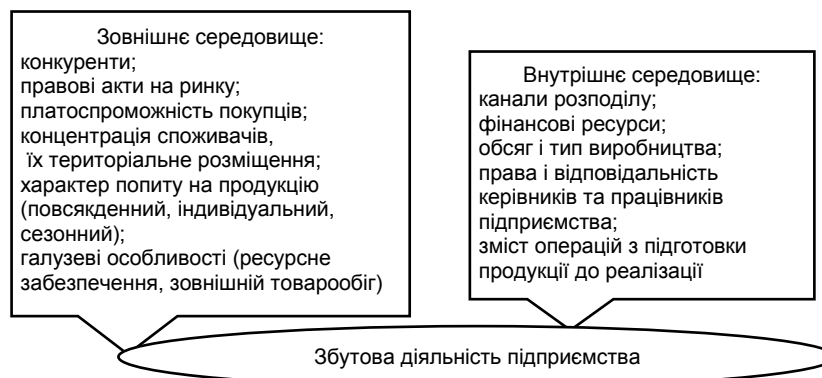 Зовнішнє середовище:
конкуренти;
правові акти на ринку;
платоспроможність покупців;
концентрація споживачів,
їх територіальне розміщення;
характер попиту на продукцію
(повсякденний, індивідуальний,
сезонний);
галузеві особливості (ресурсне
забезпечення, зовнішній товарообіг)
Внутрішнє середовище:
канали розподілу;
фінансові ресурси;
обсяг і тип виробництва;
права і відповідальність
керівників та працівників
підприємства;
зміст операцій з підготовки
продукції до реалізації
Збутова діяльність підприємства